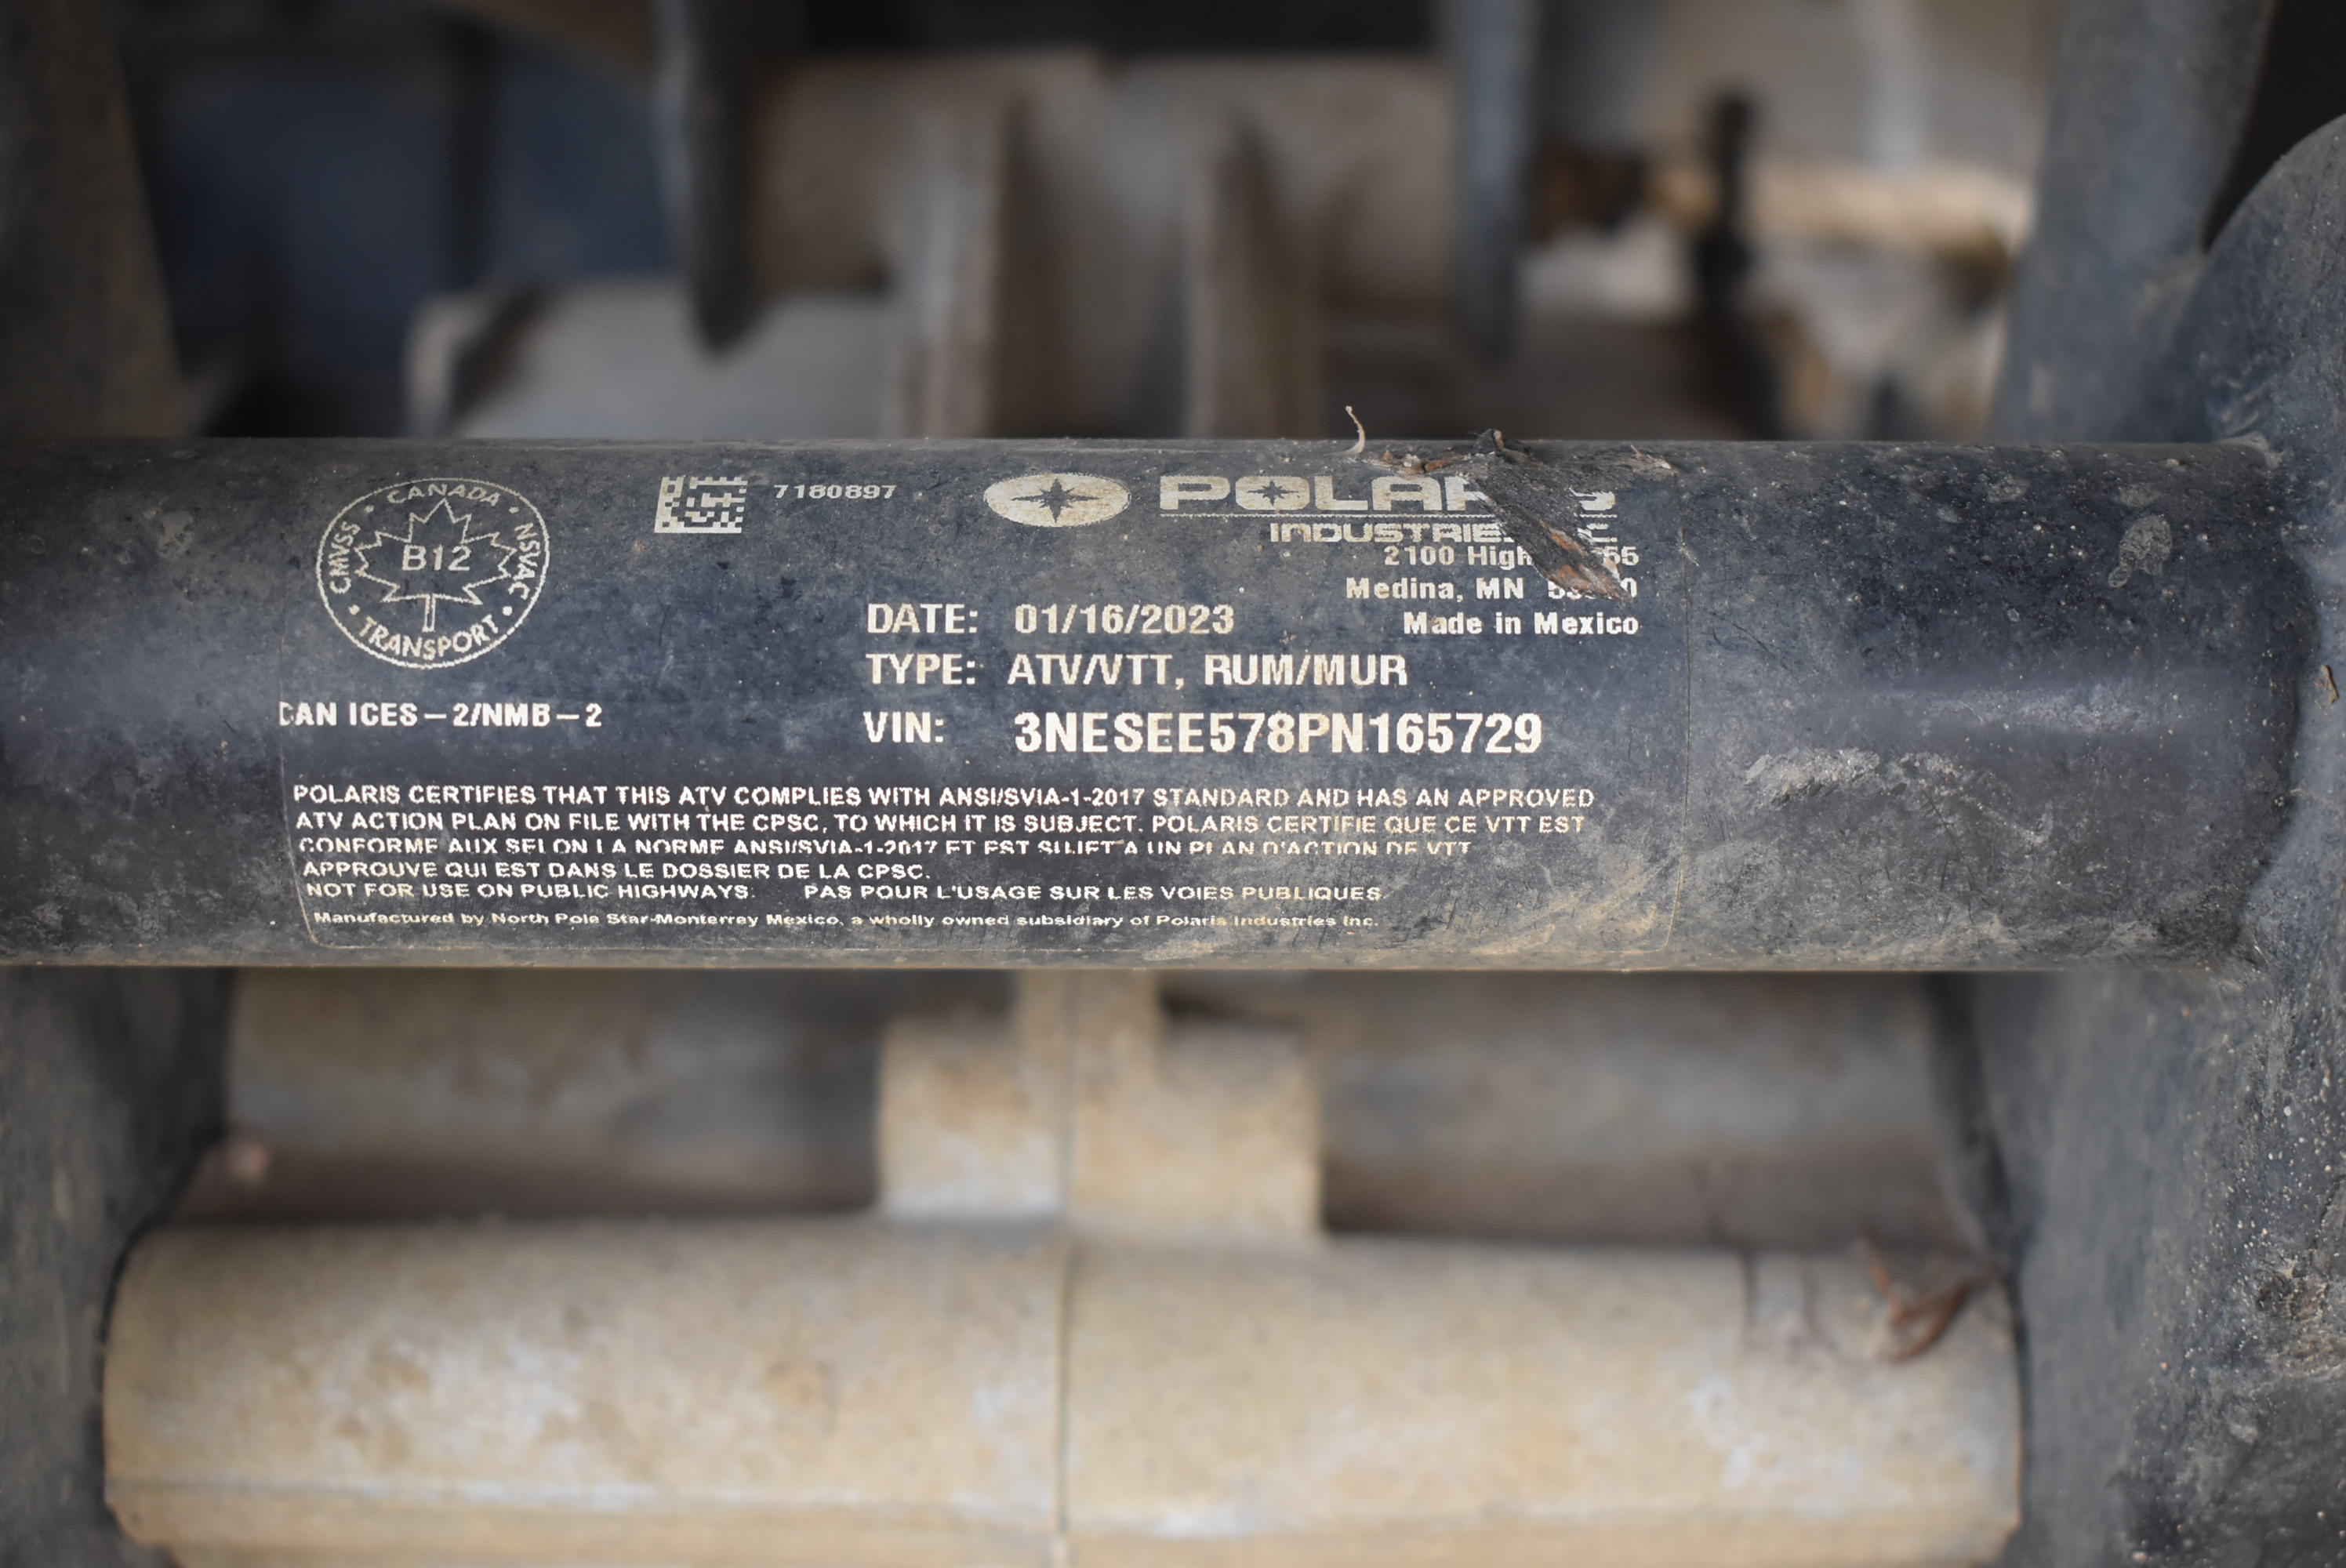 CANADA
CMVSS
NSVAC
B12
TRANSPORT
7180897
2100
Medina, MN
Made in Mexico
DATE: 01/16/2023
TYPE: ATV/VTT, RUM/MUR
CAN ICES-2/NMB-2
VIN: 3NESEE578PN165729
POLARIS CERTIFIES THAT THIS ATV COMPLIES WITH ANSI/SVIA-1-2017 STANDARD AND HAS AN APPROVED
ATV ACTION PLAN ON FILE WITH THE CPSC, TO WHICH IT IS SUBJECT. POLARIS CERTIFIE QUE CE VTT EST
CONFORME AUX SELON LA NORME ANSI/SVIA-1-2017 ET EST SUJET A UN PLAN D'ACTION DE VTT
APPROUVE QUI EST DANS LE DOSSIER DE LA CPSC.
NOT FOR USE ON PUBLIC HIGHWAYS. PAS POUR L'USAGE SUR LES VOIES PUBLIQUES.
Manufactured by North Pole Star-Monterrey Mexico, a wholly owned subsidiary of Polaris Industries Inc.